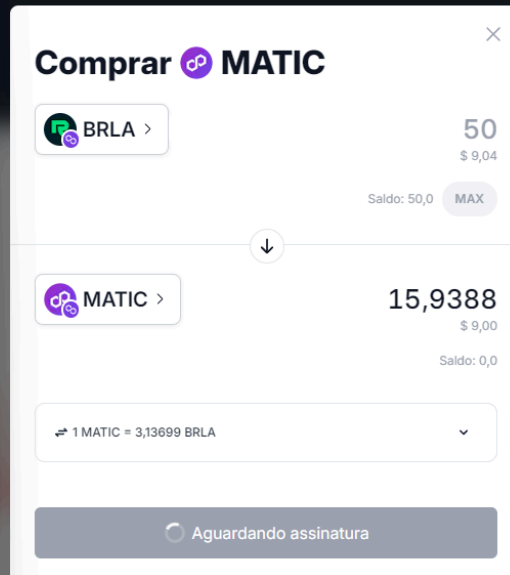 Comprar MATIC
BRLA
50
$ 9,04
Saldo: 50,0
MAX
MATIC
15,9388
$ 9,00
Saldo: 0,0
1 MATIC = 3,13699 BRLA
Aguardando assinatura